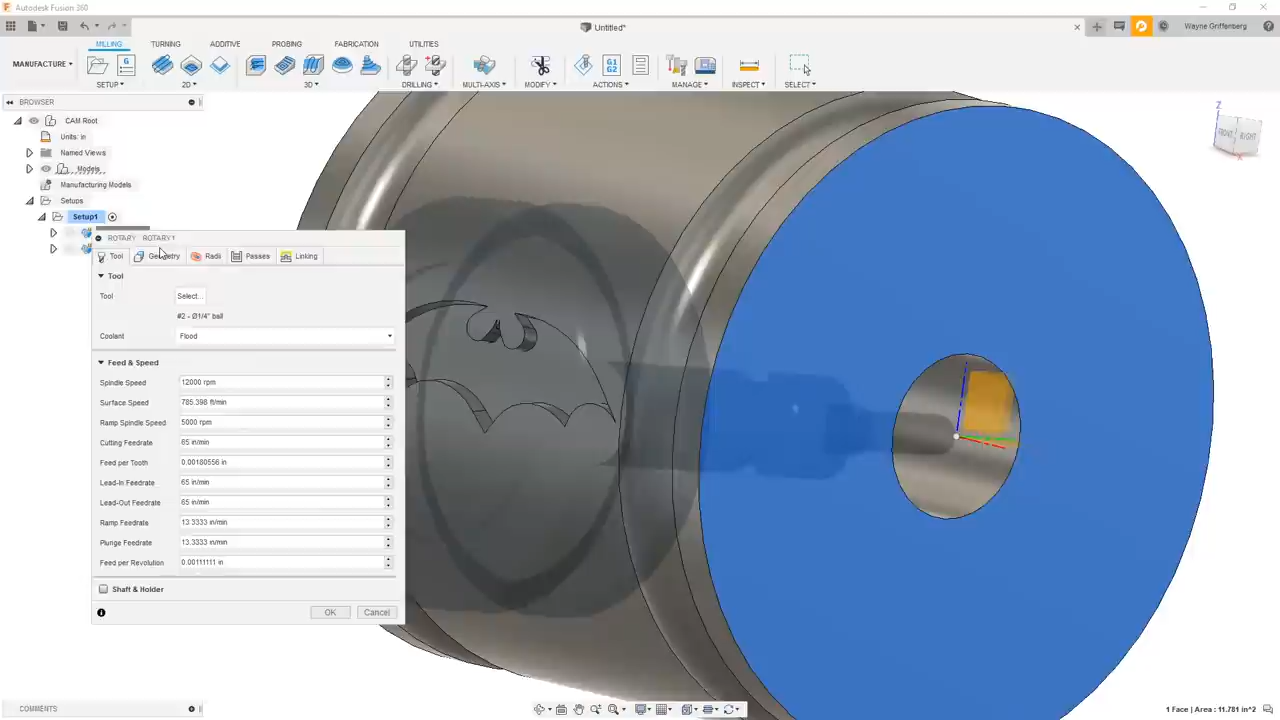 Autodesk Fusion 360
Untitled*
Wayne Griffenberg
MILLING TURNING ADDITIVE PROBING FABRICATION UTILITIES
MANUFACTURE
SETUP 2D 3D DRILLING MULTI-AXIS MODIFY ACTIONS MANAGE INSPECT SELECT
G1
G2
BROWSER
CAM Root
Units: in
Named Views
Models
Manufacturing Models
Setups
Setup1
ROTARY : ROTARY1
Tool Geometry Radii Passes Linking
Tool
Tool Select...
#2 - Ø1/4" ball
Coolant Flood
Feed & Speed
Spindle Speed 12000 rpm
Surface Speed 785.398 ft/min
Ramp Spindle Speed 5000 rpm
Cutting Feedrate 65 in/min
Feed per Tooth 0.00180556 in
Lead-In Feedrate 65 in/min
Lead-Out Feedrate 65 in/min
Ramp Feedrate 13.3333 in/min
Plunge Feedrate 13.3333 in/min
Feed per Revolution 0.00111111 in
Shaft & Holder
OK Cancel
Z
FRONT RIGHT
X
COMMENTS
1 Face | Area : 11.781 in^2